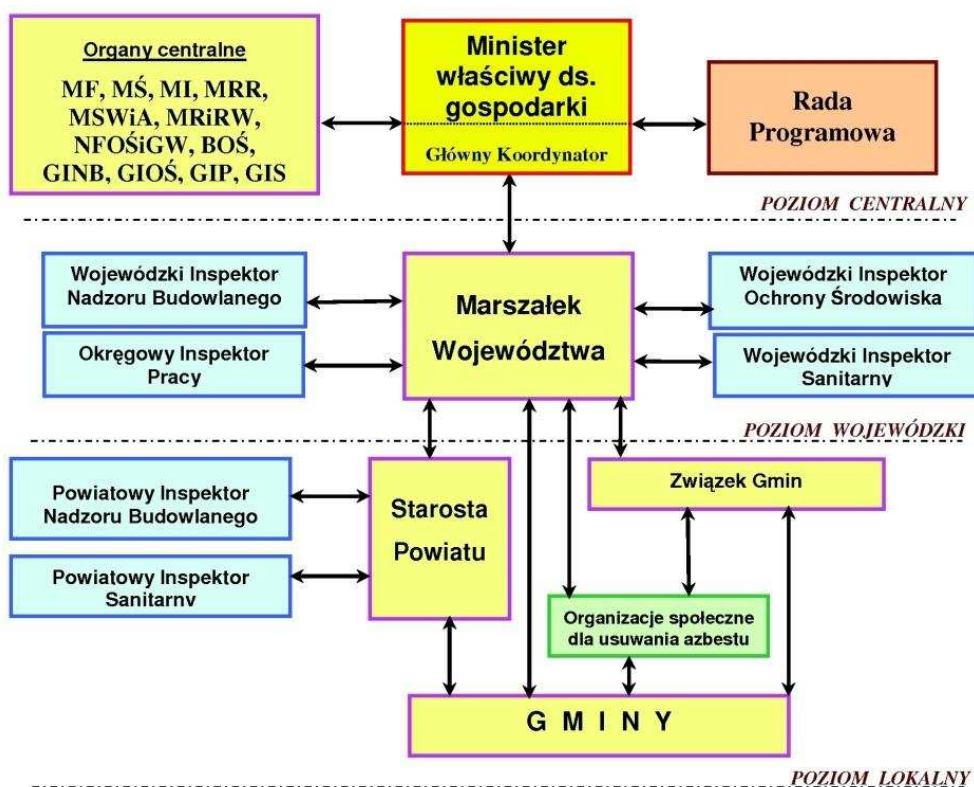 Organy centralne
MF, MŚ, MI, MRR,
MSWiA, MRiRW,
NFOŚiGW, BOŚ,
GINB, GIOŚ, GIP, GIS
Minister
właściwy ds.
gospodarki
Główny Koordynator
Rada
Programowa
POZIOM CENTRALNY
Wojewódzki Inspektor
Nadzoru Budowlanego
Okręgowy Inspektor
Pracy
Marszałek
Województwa
Wojewódzki Inspektor
Ochrony Środowiska
Wojewódzki Inspektor
Sanitarny
POZIOM WOJEWÓDZKI
Powiatowy Inspektor
Nadzoru Budowlanego
Powiatowy Inspektor
Sanitarny
Starosta
Powiatu
Związek Gmin
Organizacje społeczne
dla usuwania azbestu
G M I N Y
POZIOM LOKALNY